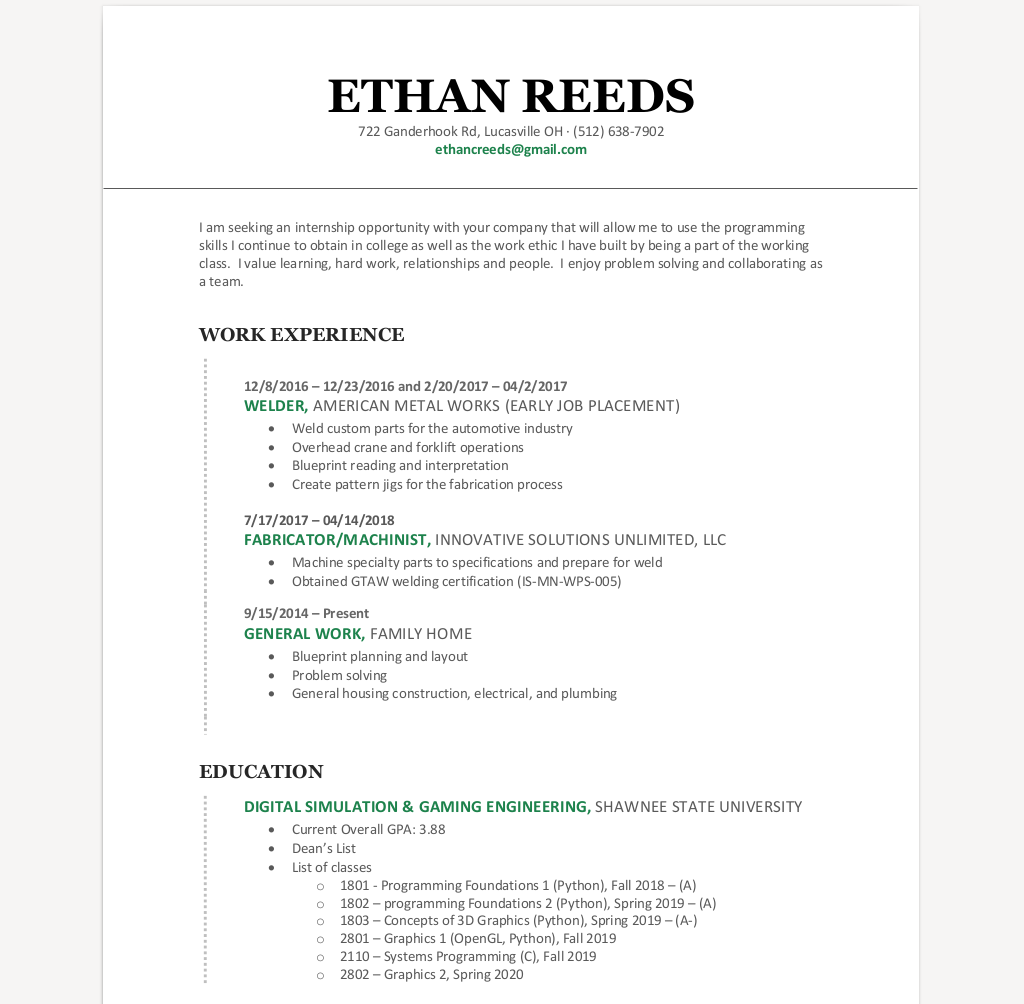 ETHAN REEDS
722 Ganderhook Rd, Lucasville OH · (512) 638-7902
ethancreeds@gmail.com
I am seeking an internship opportunity with your company that will allow me to use the programming
skills I continue to obtain in college as well as the work ethic I have built by being a part of the working
class.  I value learning, hard work, relationships and people.  I enjoy problem solving and collaborating as
a team.
WORK EXPERIENCE
12/8/2016 – 12/23/2016 and 2/20/2017 – 04/2/2017
WELDER, AMERICAN METAL WORKS (EARLY JOB PLACEMENT)
• Weld custom parts for the automotive industry
• Overhead crane and forklift operations
• Blueprint reading and interpretation
• Create pattern jigs for the fabrication process
7/17/2017 – 04/14/2018
FABRICATOR/MACHINIST, INNOVATIVE SOLUTIONS UNLIMITED, LLC
• Machine specialty parts to specifications and prepare for weld
• Obtained GTAW welding certification (IS-MN-WPS-005)
9/15/2014 – Present
GENERAL WORK, FAMILY HOME
• Blueprint planning and layout
• Problem solving
• General housing construction, electrical, and plumbing
EDUCATION
DIGITAL SIMULATION & GAMING ENGINEERING, SHAWNEE STATE UNIVERSITY
• Current Overall GPA: 3.88
• Dean’s List
• List of classes
o 1801 - Programming Foundations 1 (Python), Fall 2018 – (A)
o 1802 – programming Foundations 2 (Python), Spring 2019 – (A)
o 1803 – Concepts of 3D Graphics (Python), Spring 2019 – (A-)
o 2801 – Graphics 1 (OpenGL, Python), Fall 2019
o 2110 – Systems Programming (C), Fall 2019
o 2802 – Graphics 2, Spring 2020